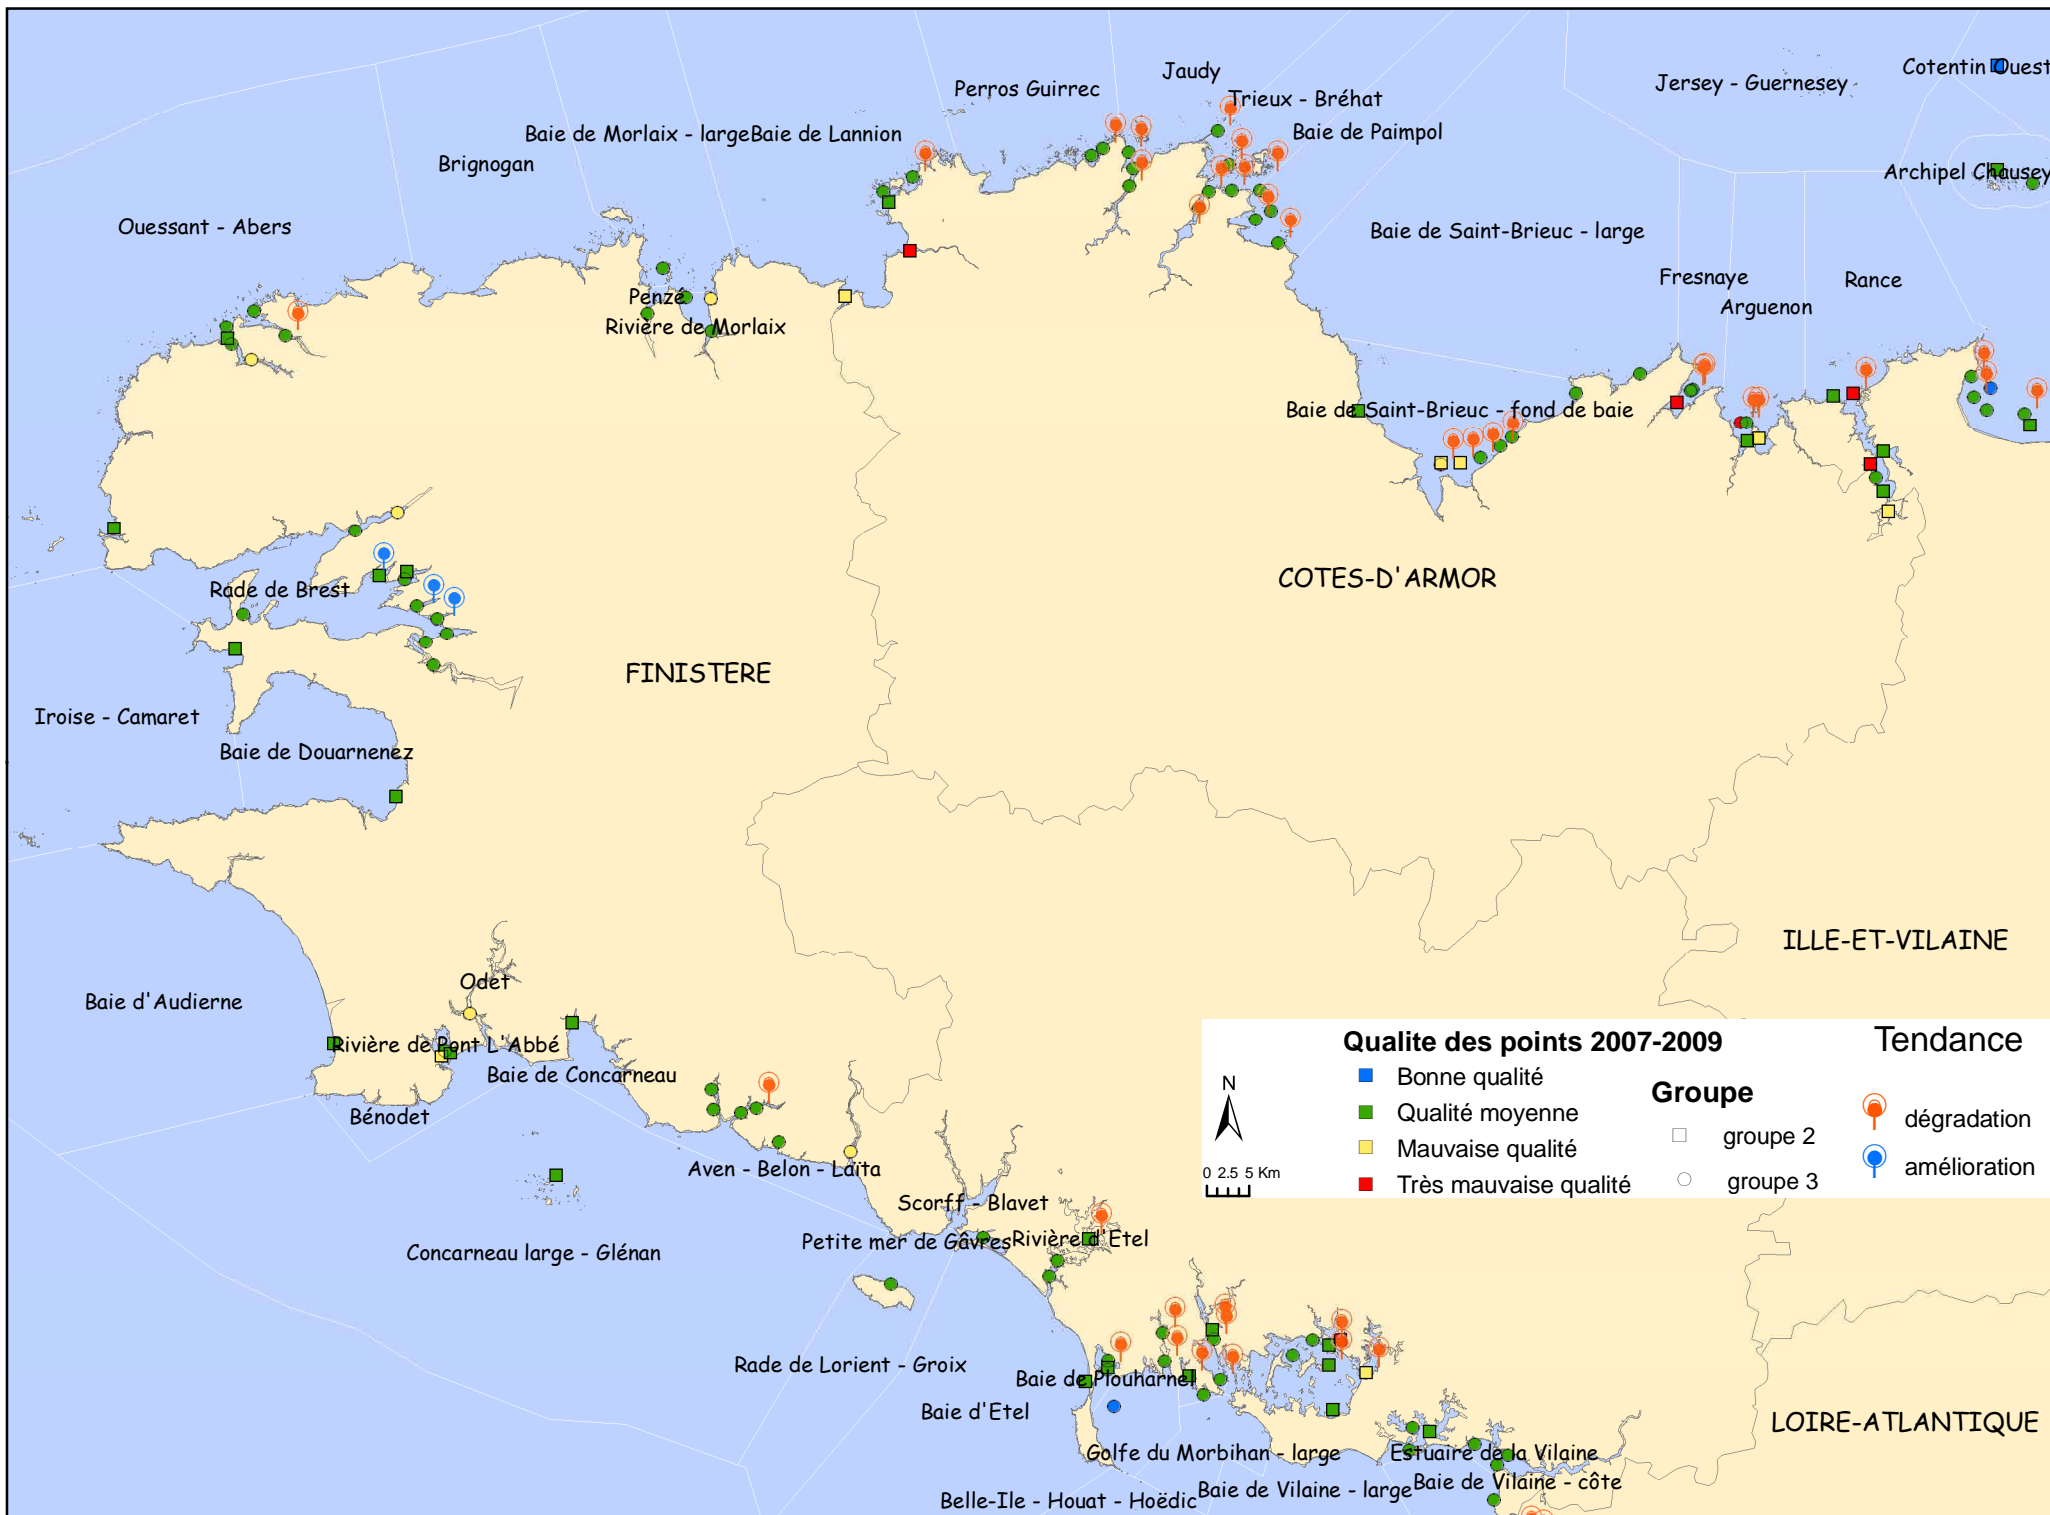 Jaudy
Cotentin Ouest
Perros Guirrec
Jersey - Guernesey
Trieux - Bréhat
Baie de Morlaix - large
Baie de Lannion
Baie de Paimpol
Brignogan
Archipel Chausey
Ouessant - Abers
Baie de Saint-Brieuc - large
Fresnaye
Rance
Penzé
Arguenon
Rivière de Morlaix
Baie de Saint-Brieuc - fond de baie
COTES-D'ARMOR
Rade de Brest
FINISTERE
Iroise - Camaret
Baie de Douarnenez
ILLE-ET-VILAINE
Odet
Baie d'Audierne
Rivière de Pont L'Abbé
Baie de Concarneau
Bénodet
Qualite des points 2007-2009
Bonne qualité
Qualité moyenne
Mauvaise qualité
Très mauvaise qualité
Groupe
groupe 2
groupe 3
Tendance
dégradation
amélioration
N
0 2.5 5 Km
Aven - Belon - Laïta
Scorff - Blavet
Petite mer de Gâvres
Rivière d'Etel
Concarneau large - Glénan
Rade de Lorient - Groix
Baie de Plouharnel
Baie d'Etel
LOIRE-ATLANTIQUE
Golfe du Morbihan - large
Estuaire de la Vilaine
Baie de Vilaine - côte
Baie de Vilaine - large
Belle-Ile - Houat - Hoëdic